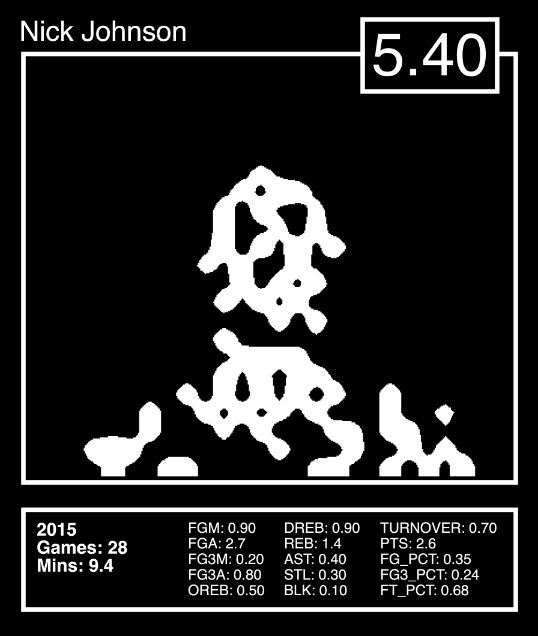 Nick Johnson
5.40
2015
Games: 28
Mins: 9.4
FGM: 0.90
FGA: 2.7
FG3M: 0.20
FG3A: 0.80
OREB: 0.50
DREB: 0.90
REB: 1.4
AST: 0.40
STL: 0.30
BLK: 0.10
TURNOVER: 0.70
PTS: 2.6
FG_PCT: 0.35
FG3_PCT: 0.24
FT_PCT: 0.68